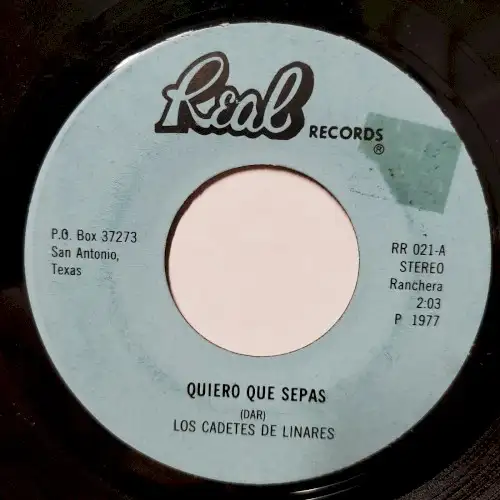 Real RECORDS ®
P.O. Box 37273
San Antonio,
Texas
RR 021-A
STEREO
Ranchera
2:03
P 1977
QUIERO QUE SEPAS
(DAR)
LOS CADETES DE LINARES